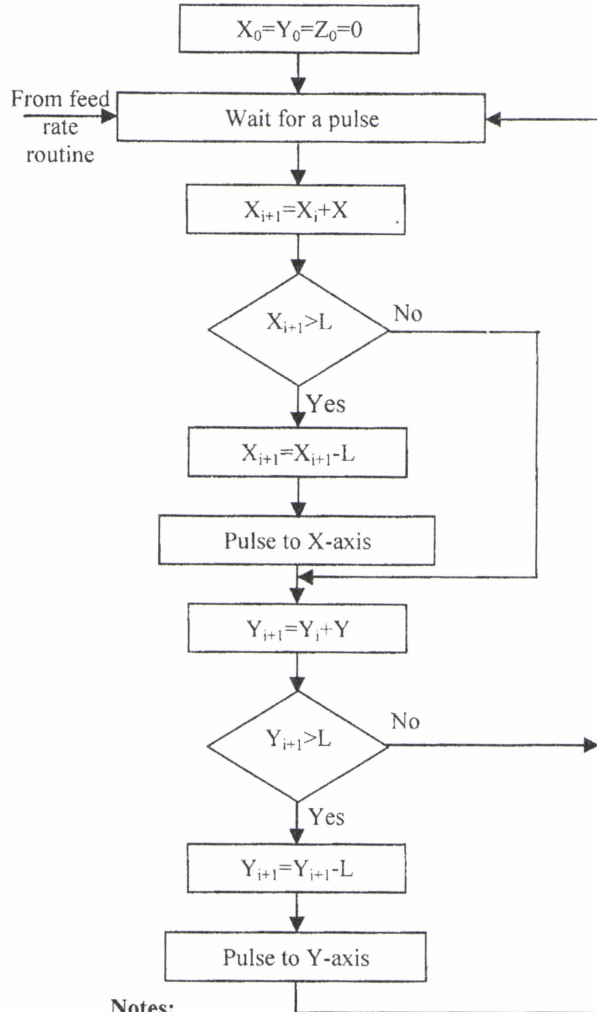 X₀=Y₀=Z₀=0
From feed
rate
routine
Wait for a pulse
Xᵢ₊₁=Xᵢ+X
Xᵢ₊₁>L
No
Yes
Xᵢ₊₁=Xᵢ₊₁-L
Pulse to X-axis
Yᵢ₊₁=Yᵢ+Y
Yᵢ₊₁>L
No
Yes
Yᵢ₊₁=Yᵢ₊₁-L
Pulse to Y-axis
Notes: